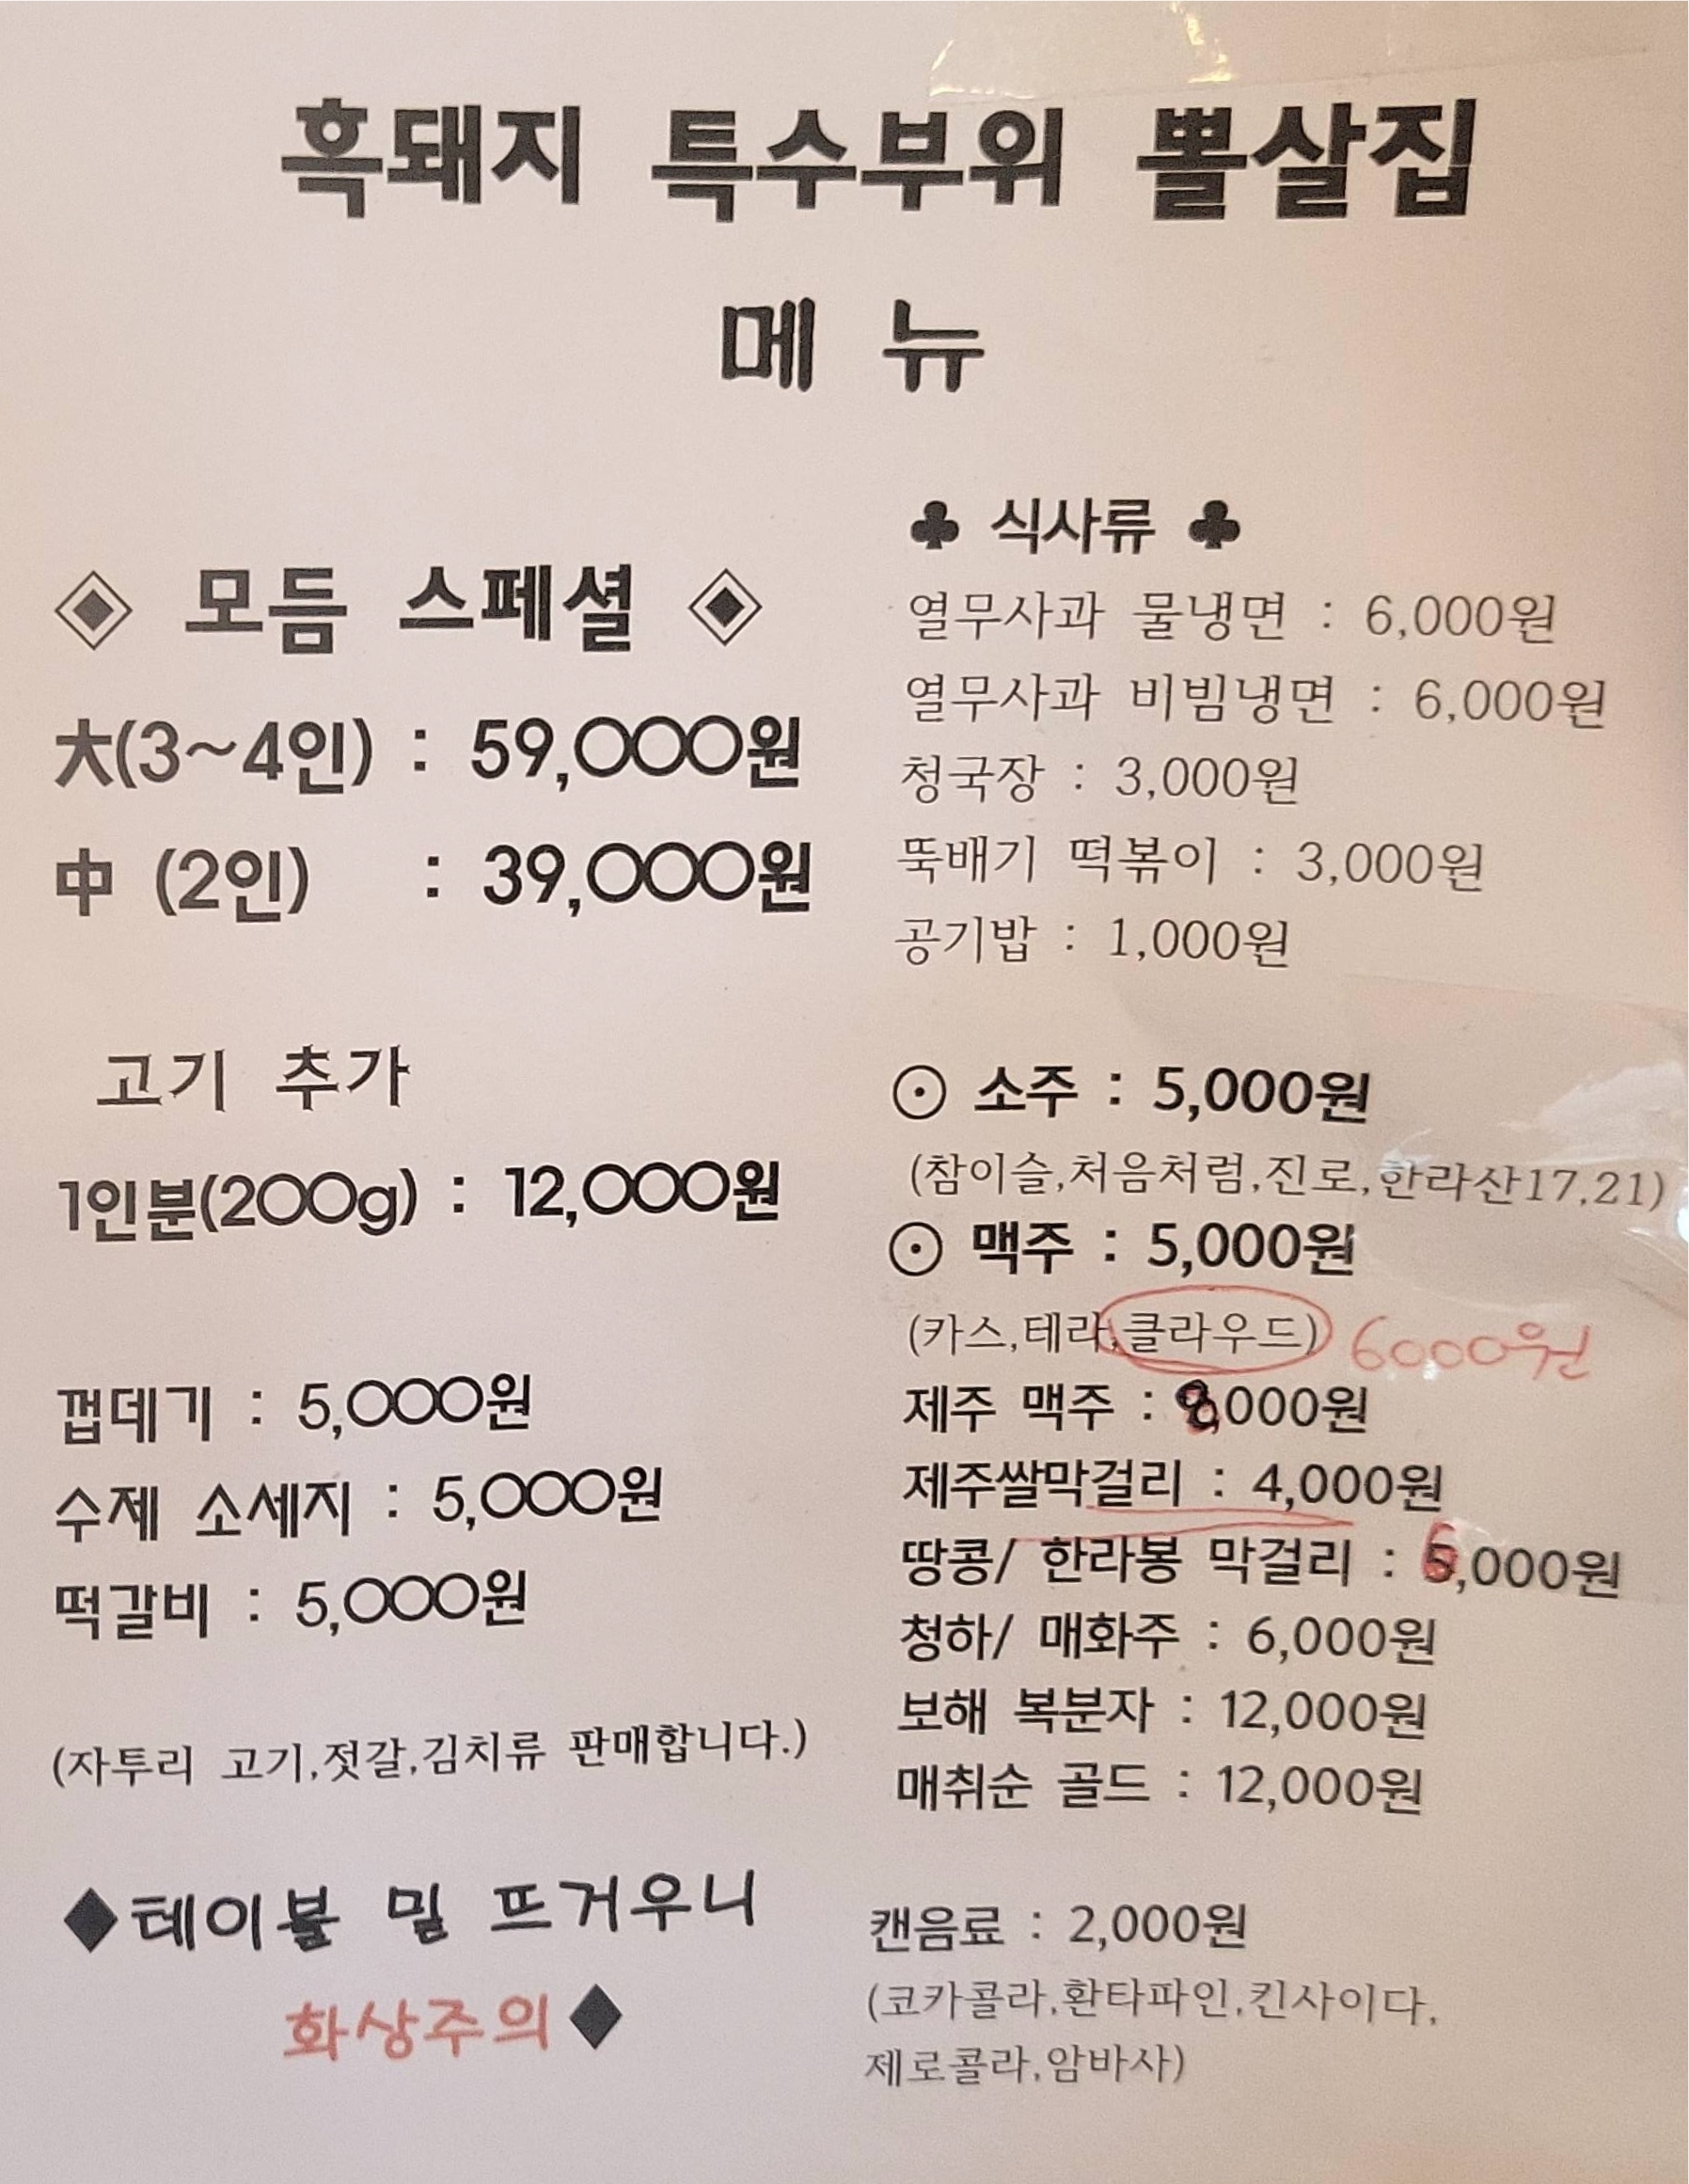 흑돼지 특수부위 뽈살집
메 뉴
◈ 모듬 스페셜 ◈
大(3~4인) : 59,000원
中 (2인) : 39,000원
고기 추가
1인분(200g) : 12,000원
껍데기 : 5,000원
수제 소세지 : 5,000원
떡갈비 : 5,000원
(자투리 고기,젓갈,김치류 판매합니다.)
◆테이블 밑 뜨거우니
화상주의◆
♣ 식사류 ♣
열무사과 물냉면 : 6,000원
열무사과 비빔냉면 : 6,000원
청국장 : 3,000원
뚝배기 떡볶이 : 3,000원
공기밥 : 1,000원
⊙ 소주 : 5,000원
(참이슬,처음처럼,진로,한라산17,21)
⊙ 맥주 : 5,000원
(카스,테라,클라우드) 6000원
제주 맥주 :
제주쌀막걸리 : 4,000원
땅콩/ 한라봉 막걸리 : 6,000원
청하/ 매화주 : 6,000원
보해 복분자 : 12,000원
매취순 골드 : 12,000원
캔음료 : 2,000원
(코카콜라,환타파인,킨사이다,
제로콜라,암바사)